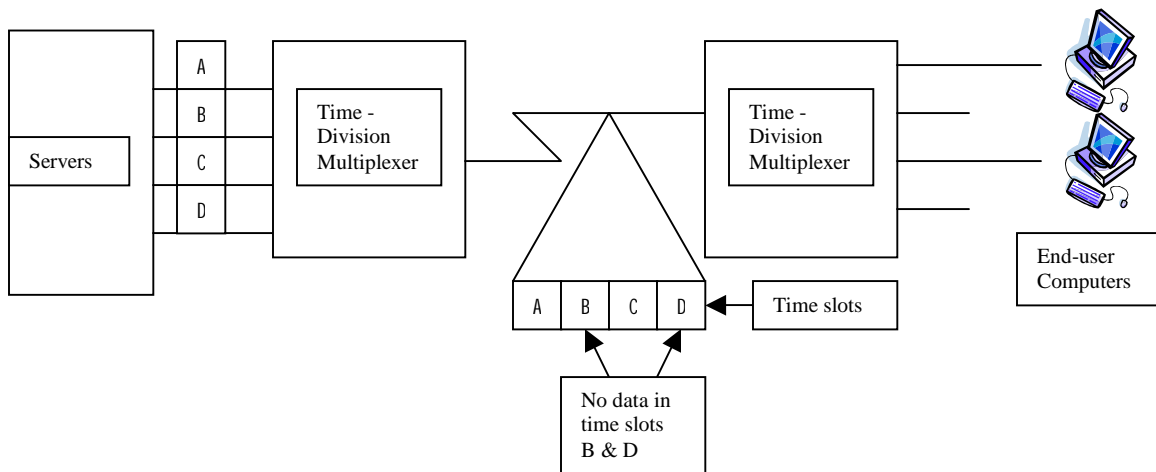 Servers
A
B
C
D
Time -
Division
Multiplexer
Time -
Division
Multiplexer
End-user
Computers
A B C D
Time slots
No data in
time slots
B & D